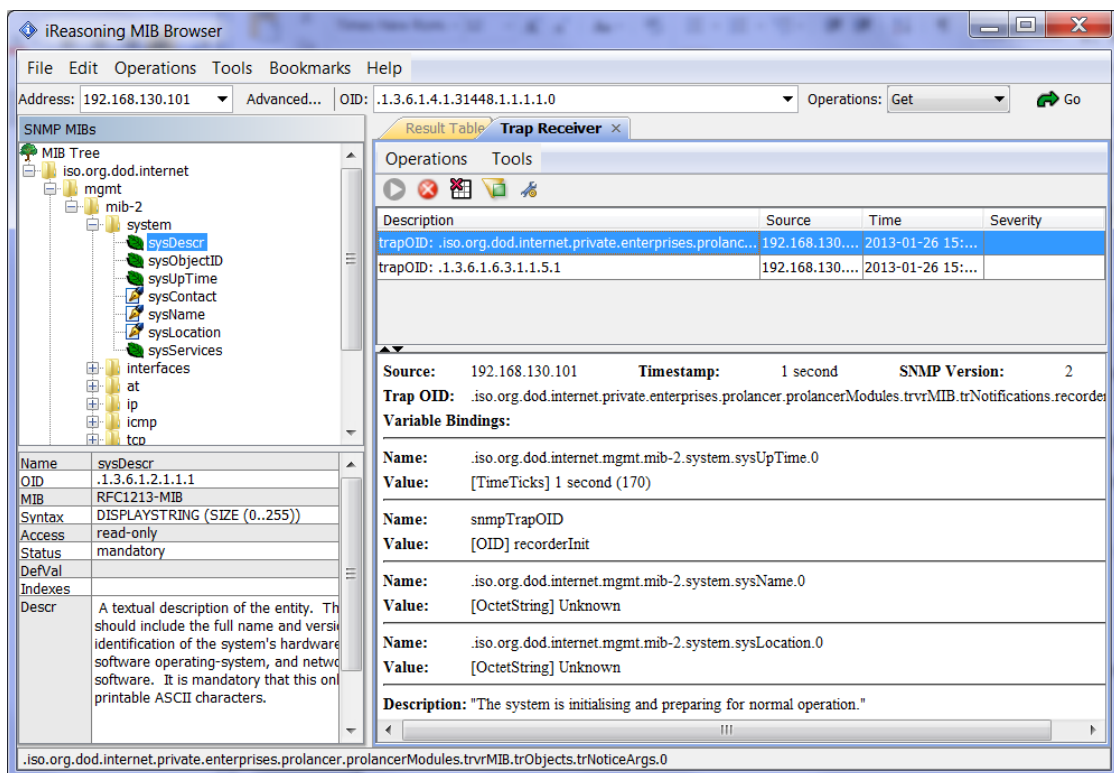 iReasoning MIB Browser
File Edit Operations Tools Bookmarks Help
Address: 192.168.130.101 Advanced... OID: .1.3.6.1.4.1.31448.1.1.1.1.0 Operations: Get Go
SNMP MIBs
MIB Tree
iso.org.dod.internet
mgmt
mib-2
system
sysDescr
sysObjectID
sysUpTime
sysContact
sysName
sysLocation
sysServices
interfaces
at
ip
icmp
tcp
Name sysDescr
OID .1.3.6.1.2.1.1.1
MIB RFC1213-MIB
Syntax DISPLAYSTRING (SIZE (0..255))
Access read-only
Status mandatory
DefVal
Indexes
Descr A textual description of the entity. Th
should include the full name and versi
identification of the system's hardware
software operating-system, and netwo
software. It is mandatory that this onl
printable ASCII characters.
Result Table Trap Receiver
Operations Tools
Description Source Time Severity
trapOID: .iso.org.dod.internet.private.enterprises.prolanc... 192.168.130.... 2013-01-26 15:...
trapOID: .1.3.6.1.6.3.1.1.5.1 192.168.130.... 2013-01-26 15:...
Source: 192.168.130.101 Timestamp: 1 second SNMP Version: 2
Trap OID: .iso.org.dod.internet.private.enterprises.prolancer.prolancerModules.trvrMIB.trNotifications.recorder
Variable Bindings:
Name: .iso.org.dod.internet.mgmt.mib-2.system.sysUpTime.0
Value: [TimeTicks] 1 second (170)
Name: snmpTrapOID
Value: [OID] recorderInit
Name: .iso.org.dod.internet.mgmt.mib-2.system.sysName.0
Value: [OctetString] Unknown
Name: .iso.org.dod.internet.mgmt.mib-2.system.sysLocation.0
Value: [OctetString] Unknown
Description: "The system is initialising and preparing for normal operation."
.iso.org.dod.internet.private.enterprises.prolancer.prolancerModules.trvrMIB.trObjects.trNoticeArgs.0